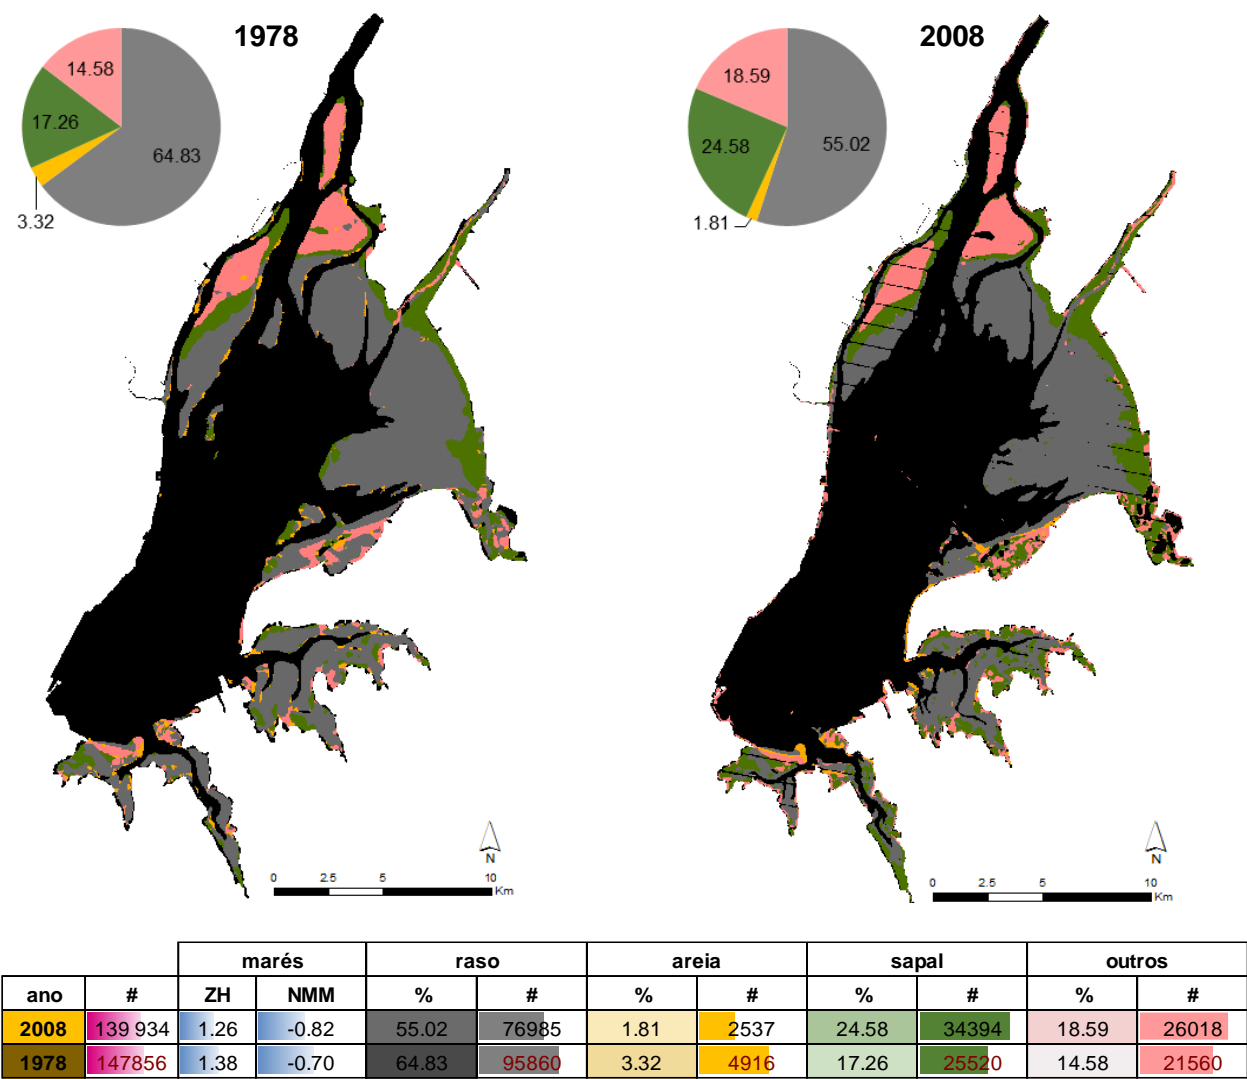 1978
14.58
17.26
64.83
3.32
2008
18.59
24.58
55.02
1.81
N
0 2.5 5 10
Km
N
0 2.5 5 10
Km
marés raso areia sapal outros
ano # ZH NMM % # % # % # % #
2008 139 934 1.26 -0.82 55.02 76985 1.81 2537 24.58 34394 18.59 26018
1978 147856 1.38 -0.70 64.83 95860 3.32 4916 17.26 25520 14.58 21560